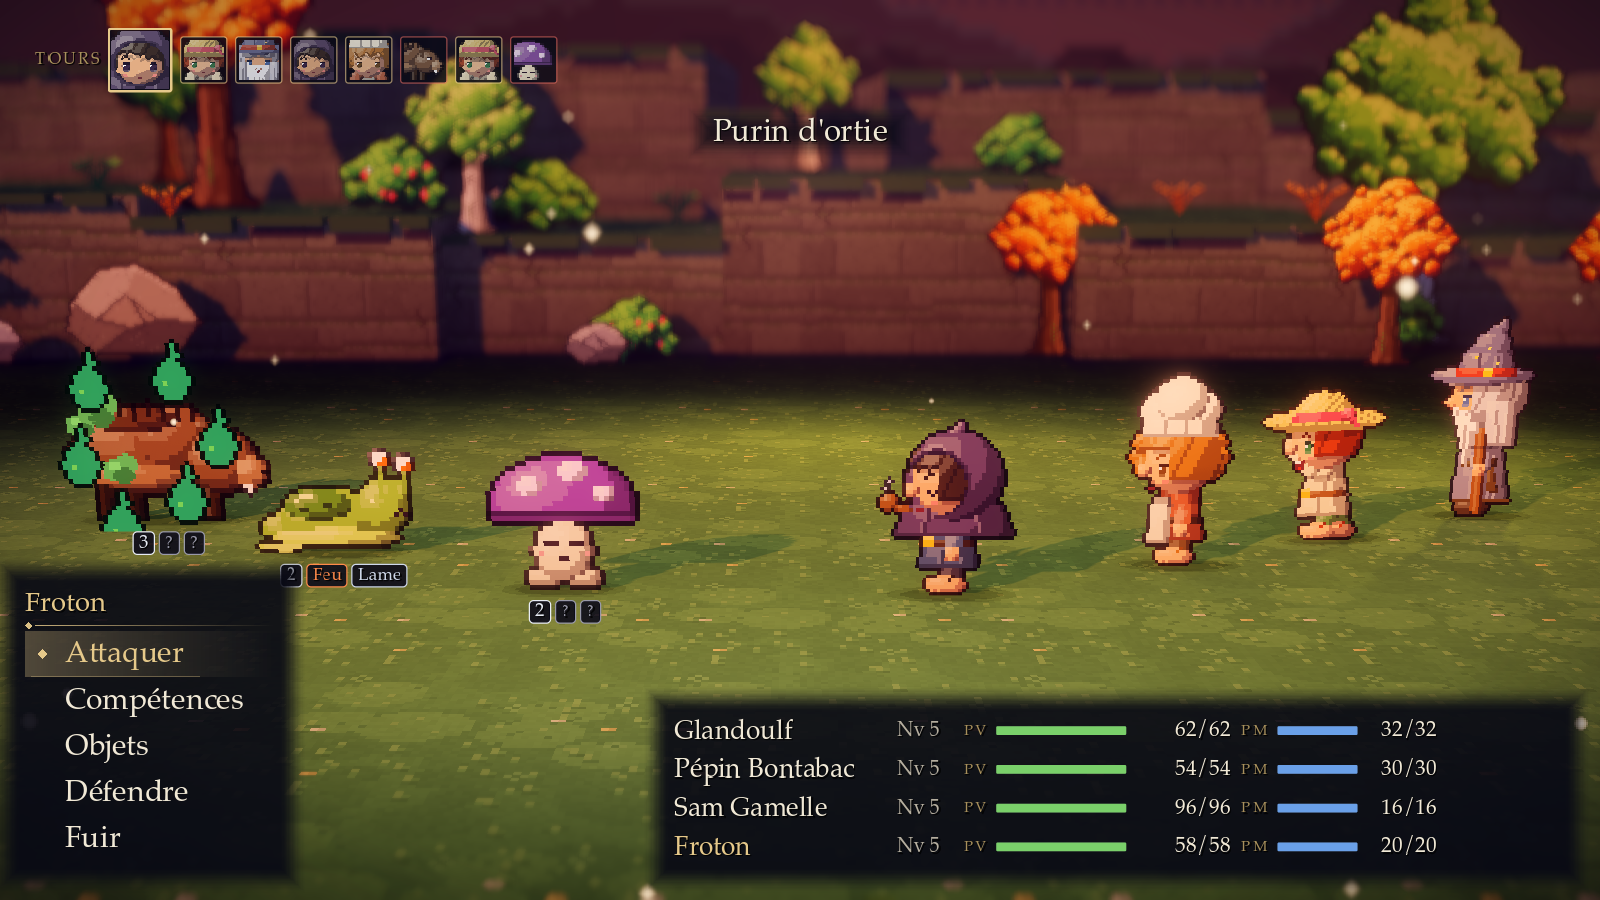 TOURS
Purin d'ortie
3 ? ?
2 Feu Lame
2 ? ?
Froton
Attaquer
Compétences
Objets
Défendre
Fuir
Glandoulf Nv 5 PV 62/62 PM 32/32
Pépin Bontabac Nv 5 PV 54/54 PM 30/30
Sam Gamelle Nv 5 PV 96/96 PM 16/16
Froton Nv 5 PV 58/58 PM 20/20